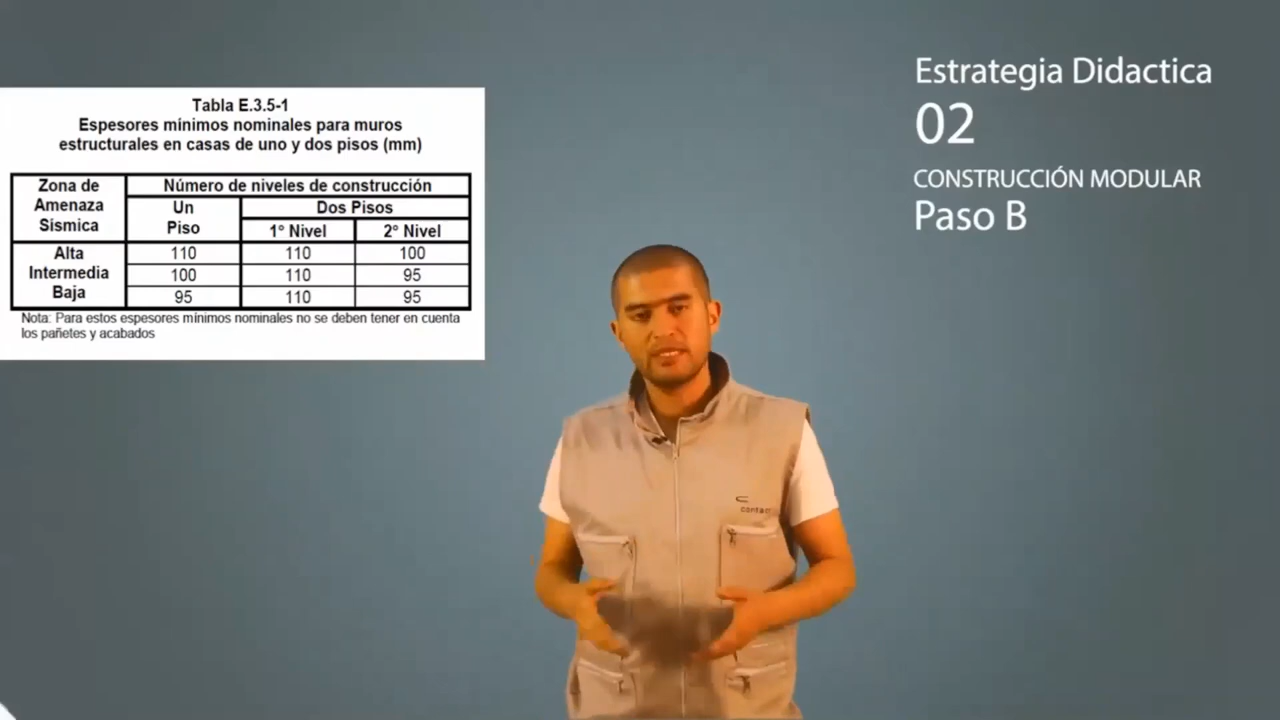 Tabla E.3.5-1
Espesores mínimos nominales para muros
estructurales en casas de uno y dos pisos (mm)
Zona de Amenaza Sísmica
Número de niveles de construcción
Un Piso
Dos Pisos
1° Nivel
2° Nivel
Alta 110 110 100
Intermedia 100 110 95
Baja 95 110 95
Nota: Para estos espesores mínimos nominales no se deben tener en cuenta
los pañetes y acabados
Estrategia Didactica
02
CONSTRUCCIÓN MODULAR
Paso B